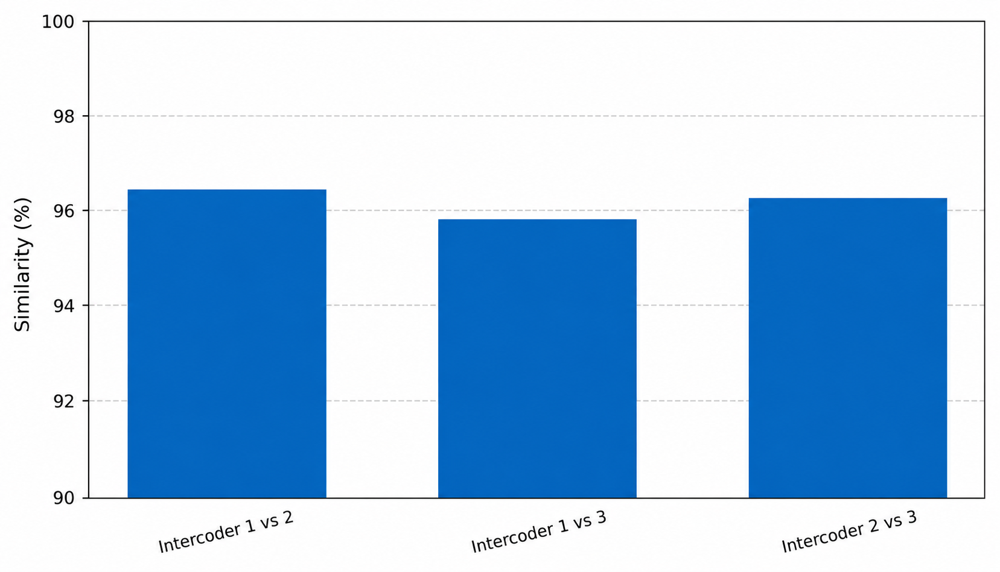 100
98
96
94
92
90
Similarity (%)
Intercoder 1 vs 2
Intercoder 1 vs 3
Intercoder 2 vs 3